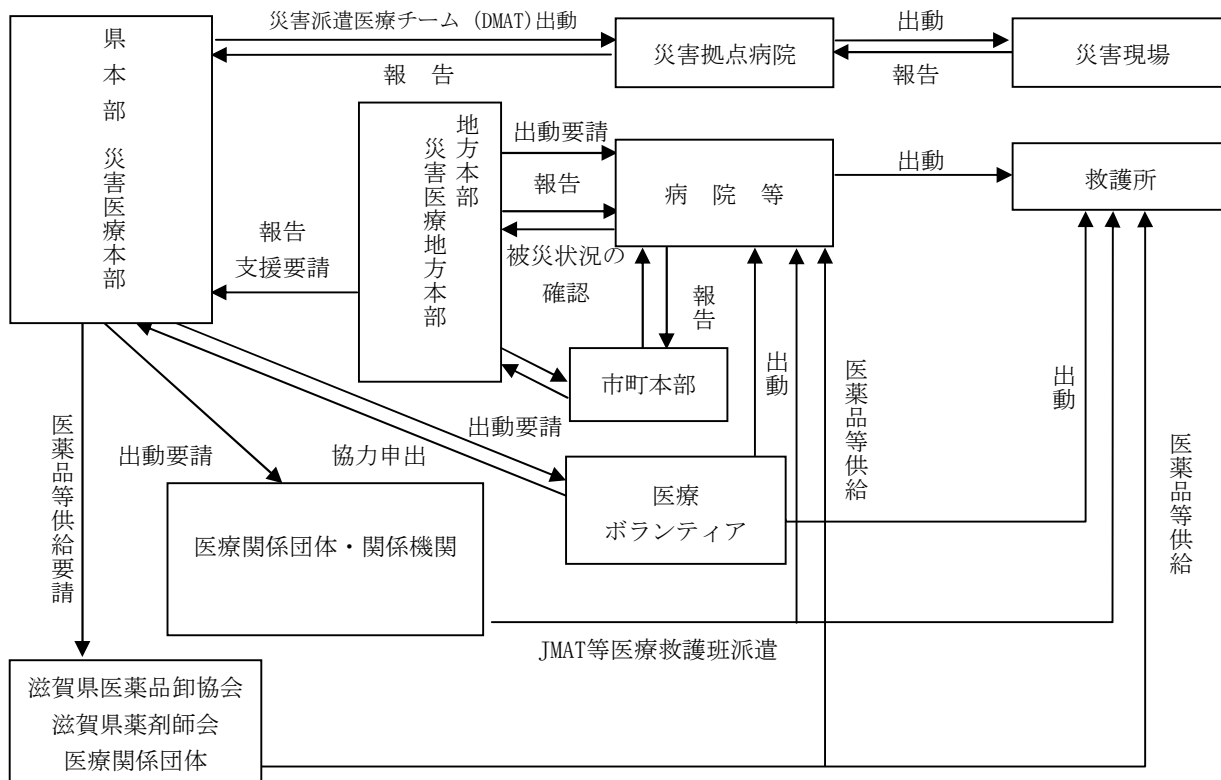 災害派遣医療チーム (DMAT)出動
県本部 災害医療本部
報 告
災害拠点病院
出動
報告
災害現場
地方本部
災害医療地方本部
出動要請
報告
被災状況の
確認
病 院 等
出動
救護所
報告
支援要請
報告
市町本部
出動要請
協力申出
出動要請
医療
ボランティア
出動
医薬品等供給
出動
医薬品等供給
医薬品等供給要請
医療関係団体・関係機関
JMAT等医療救護班派遣
滋賀県医薬品卸協会
滋賀県薬剤師会
医療関係団体